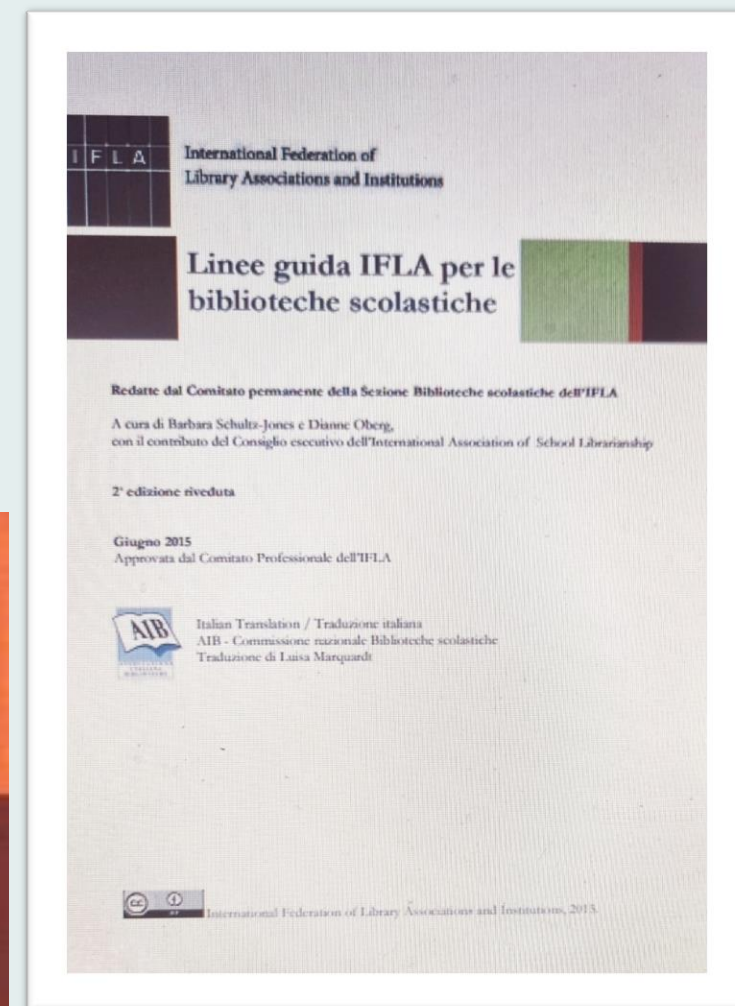 IFLA
International Federation of
Library Associations and Institutions
Linee guida IFLA per le
biblioteche scolastiche
Redatte dal Comitato permanente della Sezione Biblioteche scolastiche dell'IFLA
A cura di Barbara Schultz-Jones e Dianne Oberg,
con il contributo del Consiglio esecutivo dell'International Association of School Librarianship
2ª edizione riveduta
Giugno 2015
Approvata dal Comitato Professionale dell'IFLA
AIB
Italian Translation / Traduzione italiana
AIB - Commissione nazionale Biblioteche scolastiche
Traduzione di Luisa Marquardt
cc
International Federation of Library Associations and Institutions, 2015.